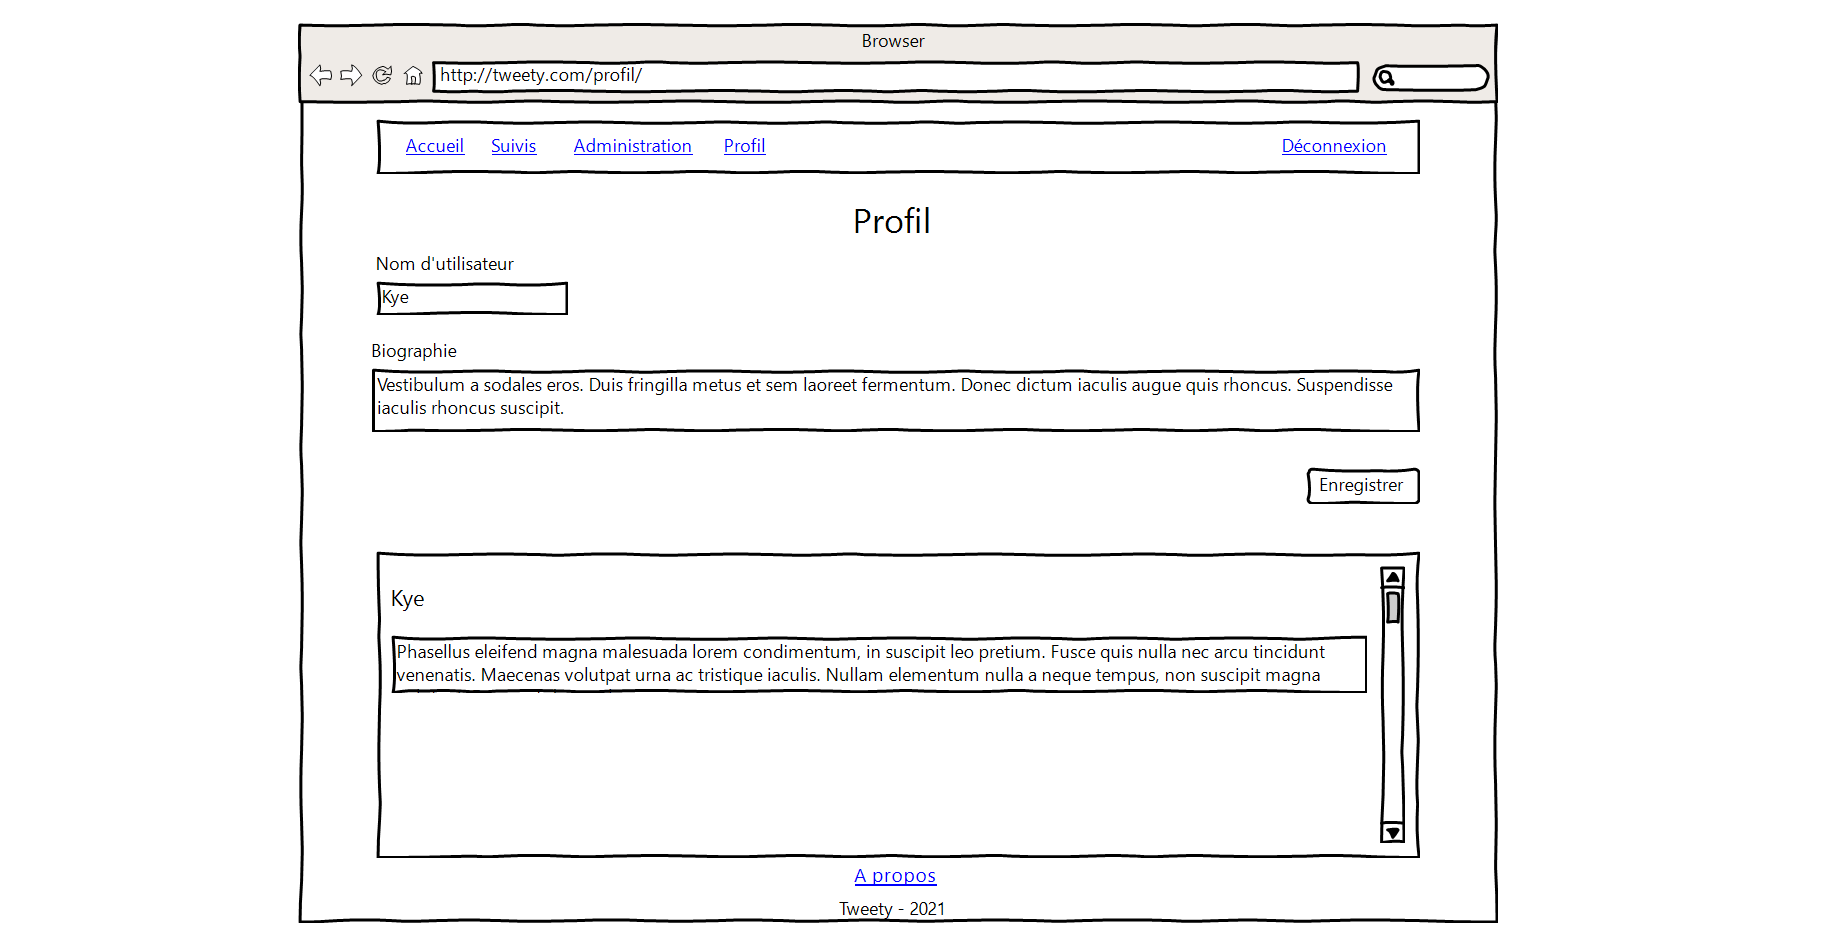 Browser
http://tweety.com/profil/
Accueil Suivis Administration Profil Déconnexion
Profil
Nom d'utilisateur
Kye
Biographie
Vestibulum a sodales eros. Duis fringilla metus et sem laoreet fermentum. Donec dictum iaculis augue quis rhoncus. Suspendisse
iaculis rhoncus suscipit.
Enregistrer
Kye
Phasellus eleifend magna malesuada lorem condimentum, in suscipit leo pretium. Fusce quis nulla nec arcu tincidunt
venenatis. Maecenas volutpat urna ac tristique iaculis. Nullam elementum nulla a neque tempus, non suscipit magna
A propos
Tweety - 2021